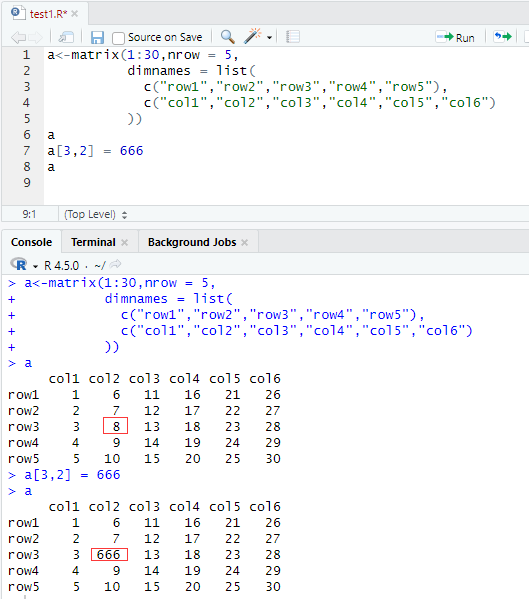 test1.R*
Source on Save
Run
1 a<-matrix(1:30,nrow = 5,
2 dimnames = list(
3 c("row1","row2","row3","row4","row5"),
4 c("col1","col2","col3","col4","col5","col6")
5 ))
6 a
7 a[3,2] = 666
8 a
9
9:1 (Top Level)
Console Terminal Background Jobs
R R 4.5.0 · ~/
> a<-matrix(1:30,nrow = 5,
+ dimnames = list(
+ c("row1","row2","row3","row4","row5"),
+ c("col1","col2","col3","col4","col5","col6")
+ ))
> a
col1 col2 col3 col4 col5 col6
row1 1 6 11 16 21 26
row2 2 7 12 17 22 27
row3 3 8 13 18 23 28
row4 4 9 14 19 24 29
row5 5 10 15 20 25 30
> a[3,2] = 666
> a
col1 col2 col3 col4 col5 col6
row1 1 6 11 16 21 26
row2 2 7 12 17 22 27
row3 3 666 13 18 23 28
row4 4 9 14 19 24 29
row5 5 10 15 20 25 30